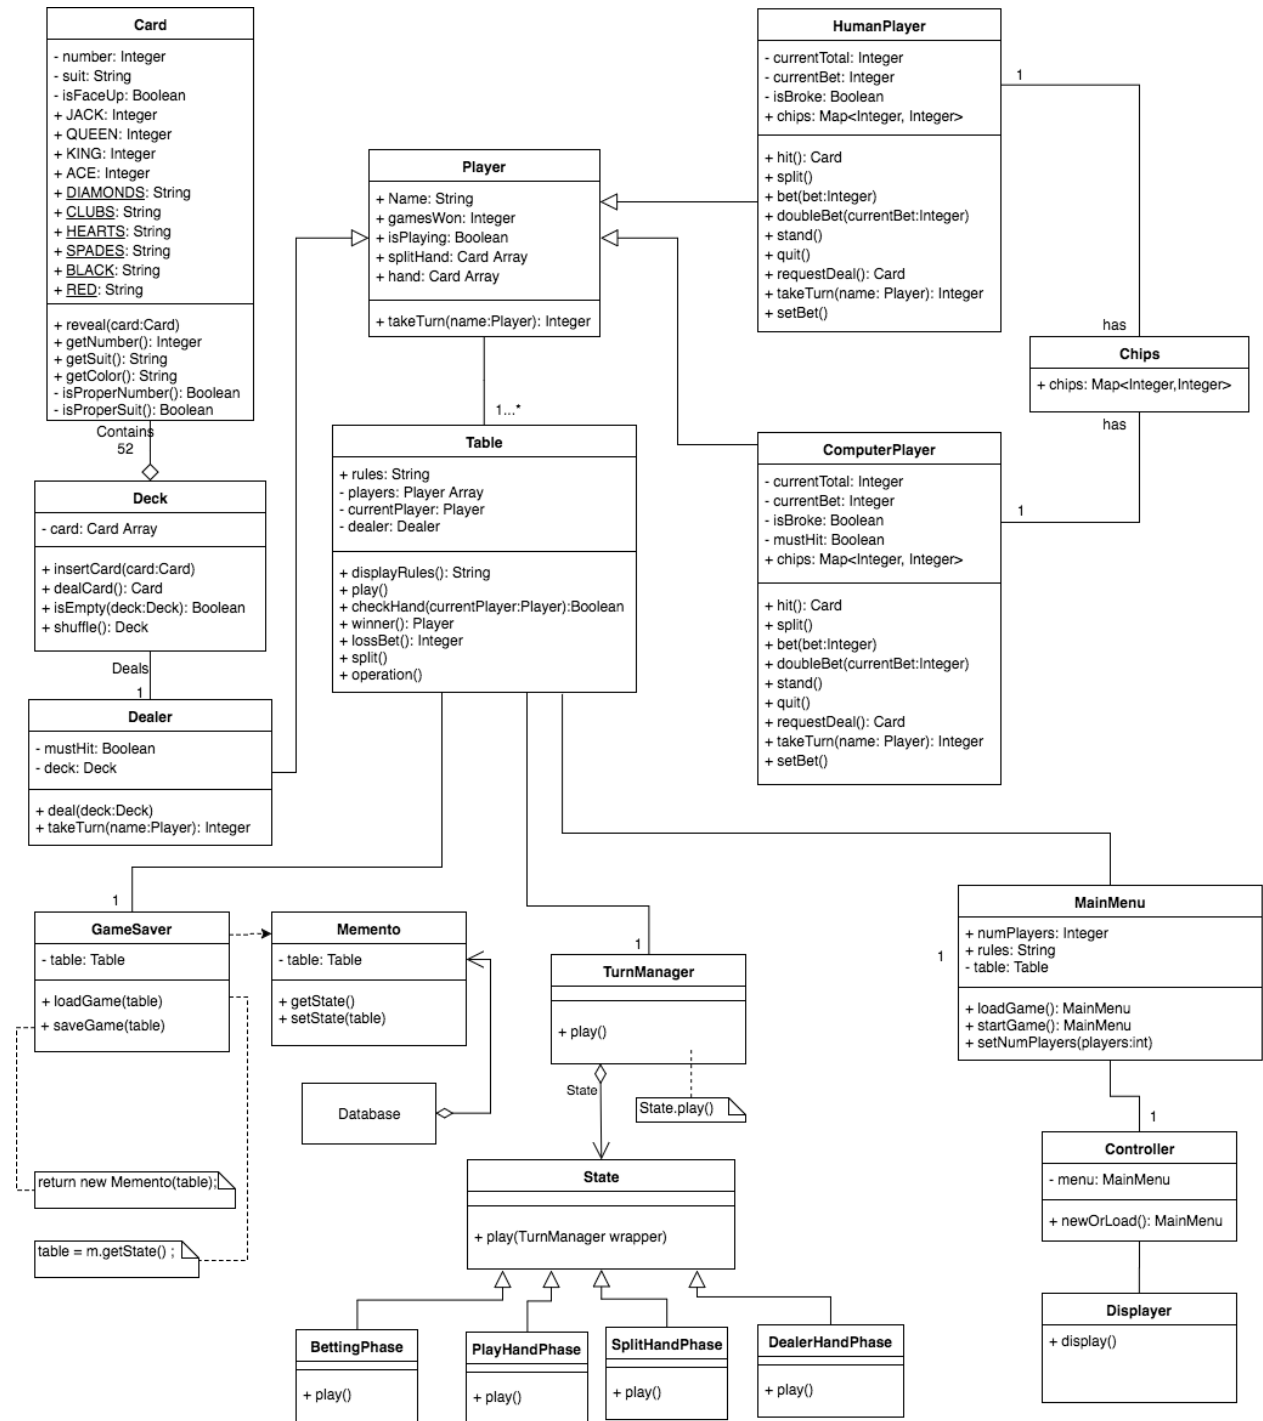 Card
- number: Integer
- suit: String
- isFaceUp: Boolean
+ JACK: Integer
+ QUEEN: Integer
+ KING: Integer
+ ACE: Integer
+ DIAMONDS: String
+ CLUBS: String
+ HEARTS: String
+ SPADES: String
+ BLACK: String
+ RED: String
+ reveal(card:Card)
+ getNumber(): Integer
+ getSuit(): String
+ getColor(): String
- isProperNumber(): Boolean
- isProperSuit(): Boolean
Contains
52
Deck
- card: Card Array
+ insertCard(card:Card)
+ dealCard(): Card
+ isEmpty(deck:Deck): Boolean
+ shuffle(): Deck
Deals
1
Dealer
- mustHit: Boolean
- deck: Deck
+ deal(deck:Deck)
+ takeTurn(name:Player): Integer
Player
+ Name: String
+ gamesWon: Integer
+ isPlaying: Boolean
+ splitHand: Card Array
+ hand: Card Array
+ takeTurn(name:Player): Integer
1...*
Table
+ rules: String
- players: Player Array
- currentPlayer: Player
- dealer: Dealer
+ displayRules(): String
+ play()
+ checkHand(currentPlayer:Player):Boolean
+ winner(): Player
+ lossBet(): Integer
+ split()
+ operation()
HumanPlayer
- currentTotal: Integer
- currentBet: Integer
- isBroke: Boolean
+ chips: Map<Integer, Integer>
+ hit(): Card
+ split()
+ bet(bet:Integer)
+ doubleBet(currentBet:Integer)
+ stand()
+ quit()
+ requestDeal(): Card
+ takeTurn(name: Player): Integer
+ setBet()
1
has
Chips
+ chips: Map<Integer,Integer>
has
1
ComputerPlayer
- currentTotal: Integer
- currentBet: Integer
- isBroke: Boolean
- mustHit: Boolean
+ chips: Map<Integer, Integer>
+ hit(): Card
+ split()
+ bet(bet:Integer)
+ doubleBet(currentBet:Integer)
+ stand()
+ quit()
+ requestDeal(): Card
+ takeTurn(name: Player): Integer
+ setBet()
1
GameSaver
- table: Table
+ loadGame(table)
+ saveGame(table)
Memento
- table: Table
+ getState()
+ setState(table)
Database
return new Memento(table);
table = m.getState() ;
1
TurnManager
+ play()
State
State.play()
State
+ play(TurnManager wrapper)
BettingPhase
+ play()
PlayHandPhase
+ play()
SplitHandPhase
+ play()
DealerHandPhase
+ play()
1
MainMenu
+ numPlayers: Integer
+ rules: String
- table: Table
+ loadGame(): MainMenu
+ startGame(): MainMenu
+ setNumPlayers(players:int)
1
Controller
- menu: MainMenu
+ newOrLoad(): MainMenu
Displayer
+ display()